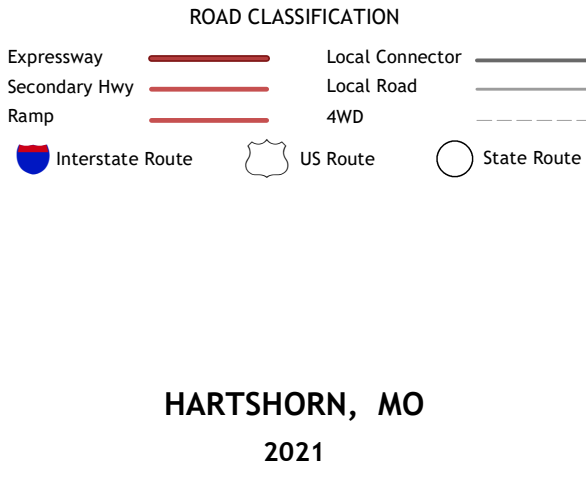 ROAD CLASSIFICATION
Expressway Local Connector
Secondary Hwy Local Road
Ramp 4WD
Interstate Route US Route State Route
HARTSHORN, MO
2021